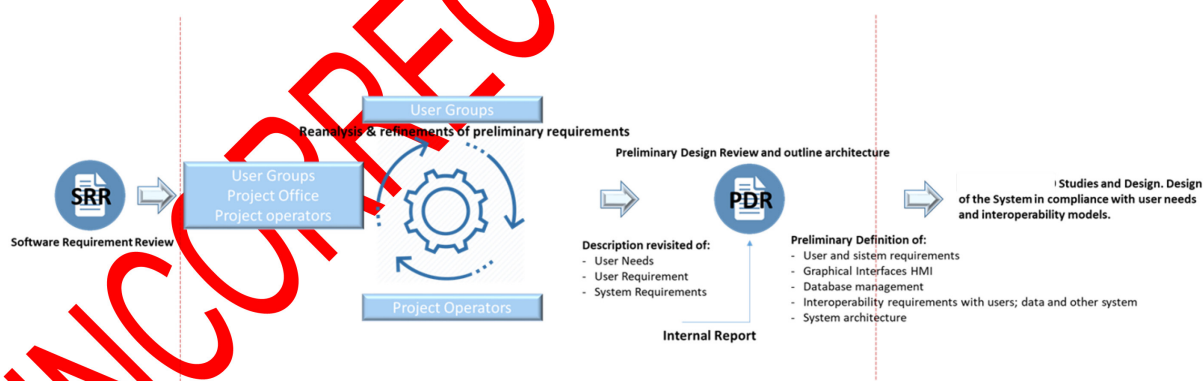 User Groups
Reanalysis & refinements of preliminary requirements
SRR
Software Requirement Review
User Groups
Project Office
Project operators
Project Operators
Description revisited of:
- User Needs
- User Requirement
- System Requirements
Preliminary Design Review and outline architecture
PDR
Internal Report
Preliminary Definition of:
- User and sistem requirements
- Graphical Interfaces HMI
- Database management
- Interoperability requirements with users; data and other system
- System architecture
Studies and Design. Design
of the System in compliance with user needs
and interoperability models.